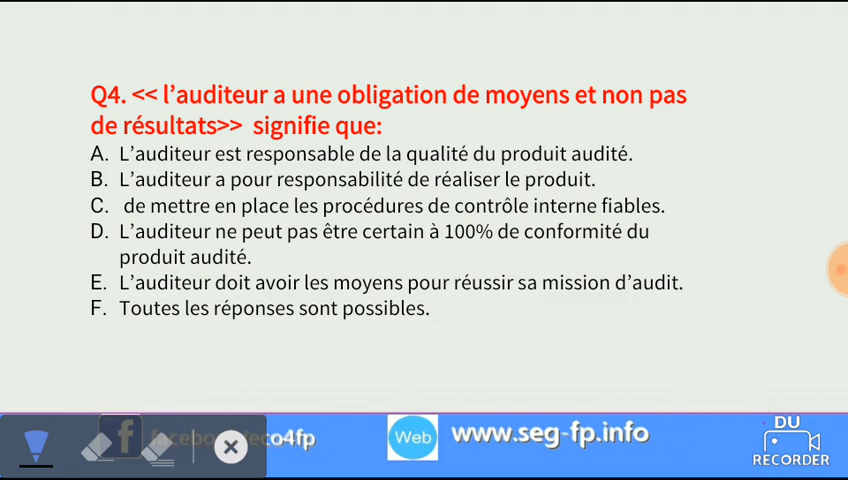 Q4. << l'auditeur a une obligation de moyens et non pas
de résultats>> signifie que:
A. L'auditeur est responsable de la qualité du produit audité.
B. L'auditeur a pour responsabilité de réaliser le produit.
C. de mettre en place les procédures de contrôle interne fiables.
D. L'auditeur ne peut pas être certain à 100% de conformité du
produit audité.
E. L'auditeur doit avoir les moyens pour réussir sa mission d'audit.
F. Toutes les réponses sont possibles.
f facebook/eco4fp
Web www.seg-fp.info
DU
RECORDER